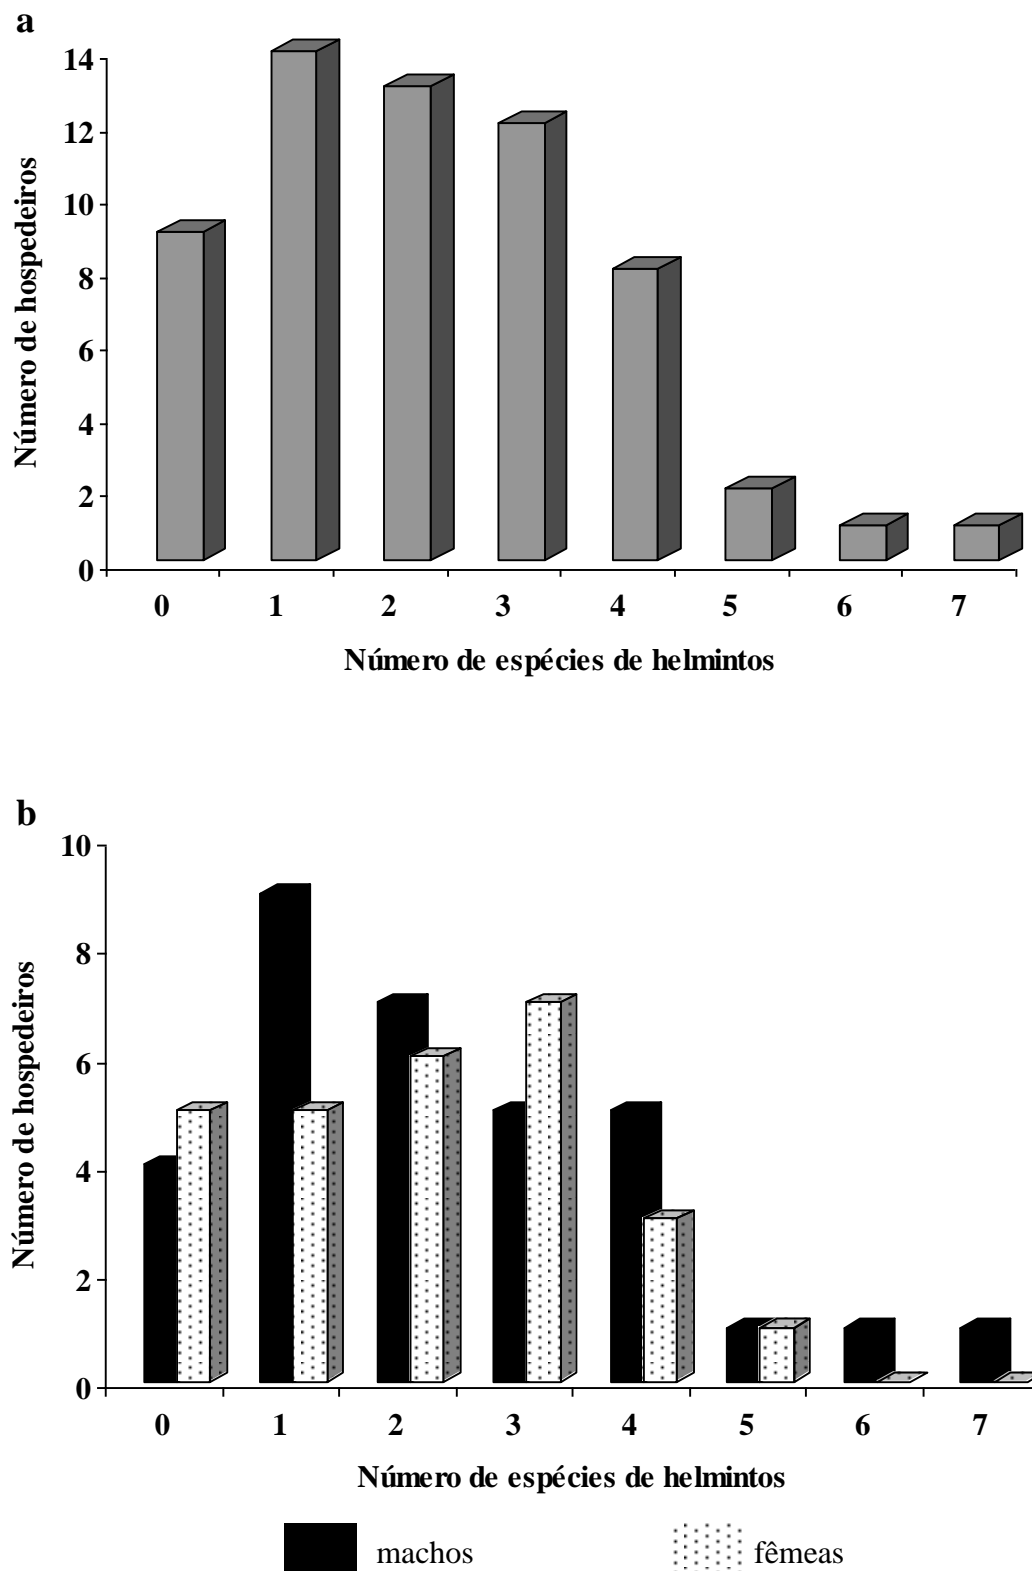 a
14
12
10
8
6
4
2
0
Número de hospedeiros
0 1 2 3 4 5 6 7
Número de espécies de helmintos
b
10
8
6
4
2
0
Número de hospedeiros
0 1 2 3 4 5 6 7
Número de espécies de helmintos
machos fêmeas